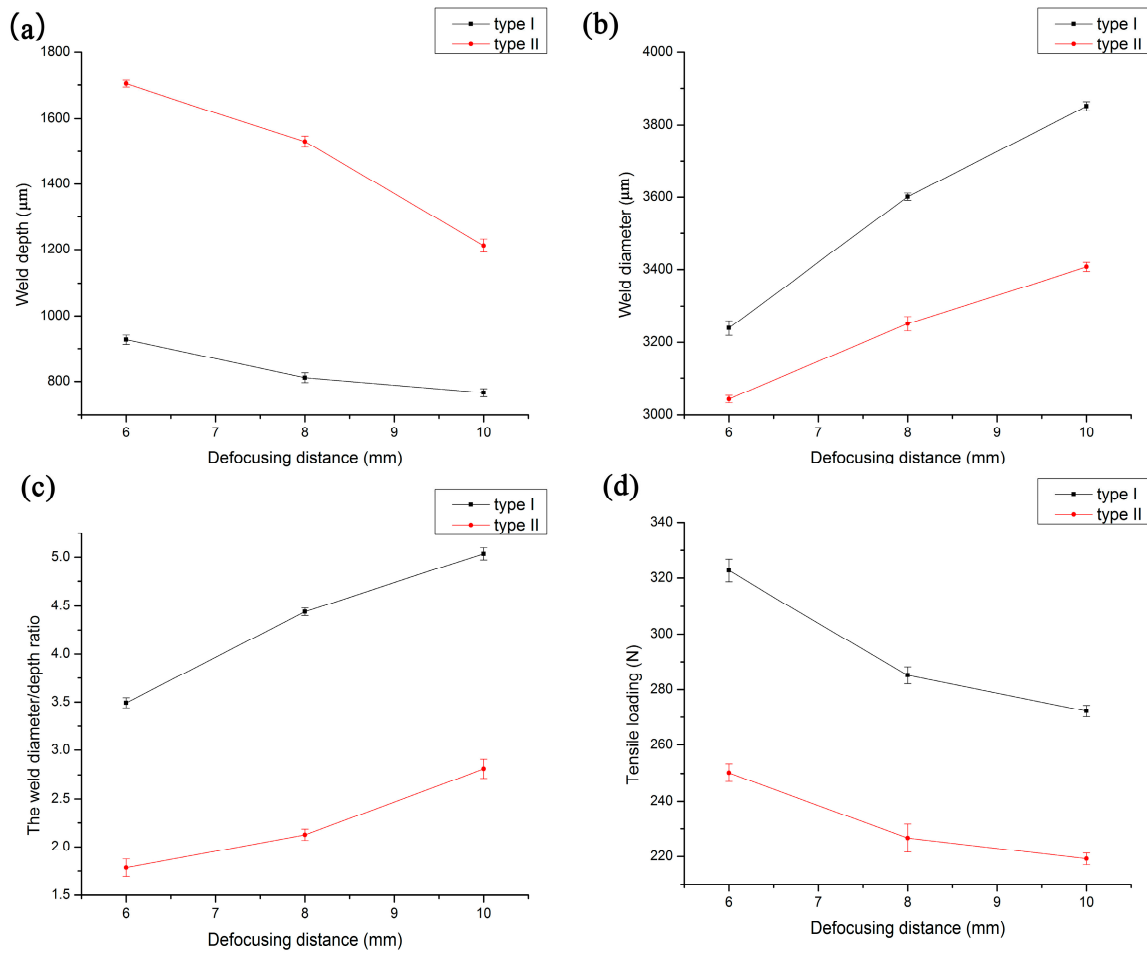 (a)
type I
type II
1800
1600
1400
1200
1000
800
Weld depth (μm)
6 7 8 9 10
Defocusing distance (mm)
(b)
type I
type II
4000
3800
3600
3400
3200
3000
Weld diameter (μm)
6 7 8 9 10
Defocusing distance (mm)
(c)
type I
type II
5.0
4.5
4.0
3.5
3.0
2.5
2.0
1.5
The weld diameter/depth ratio
6 7 8 9 10
Defocusing distance (mm)
(d)
type I
type II
340
320
300
280
260
250
240
220
Tensile loading (N)
6 7 8 9 10
Defocusing distance (mm)